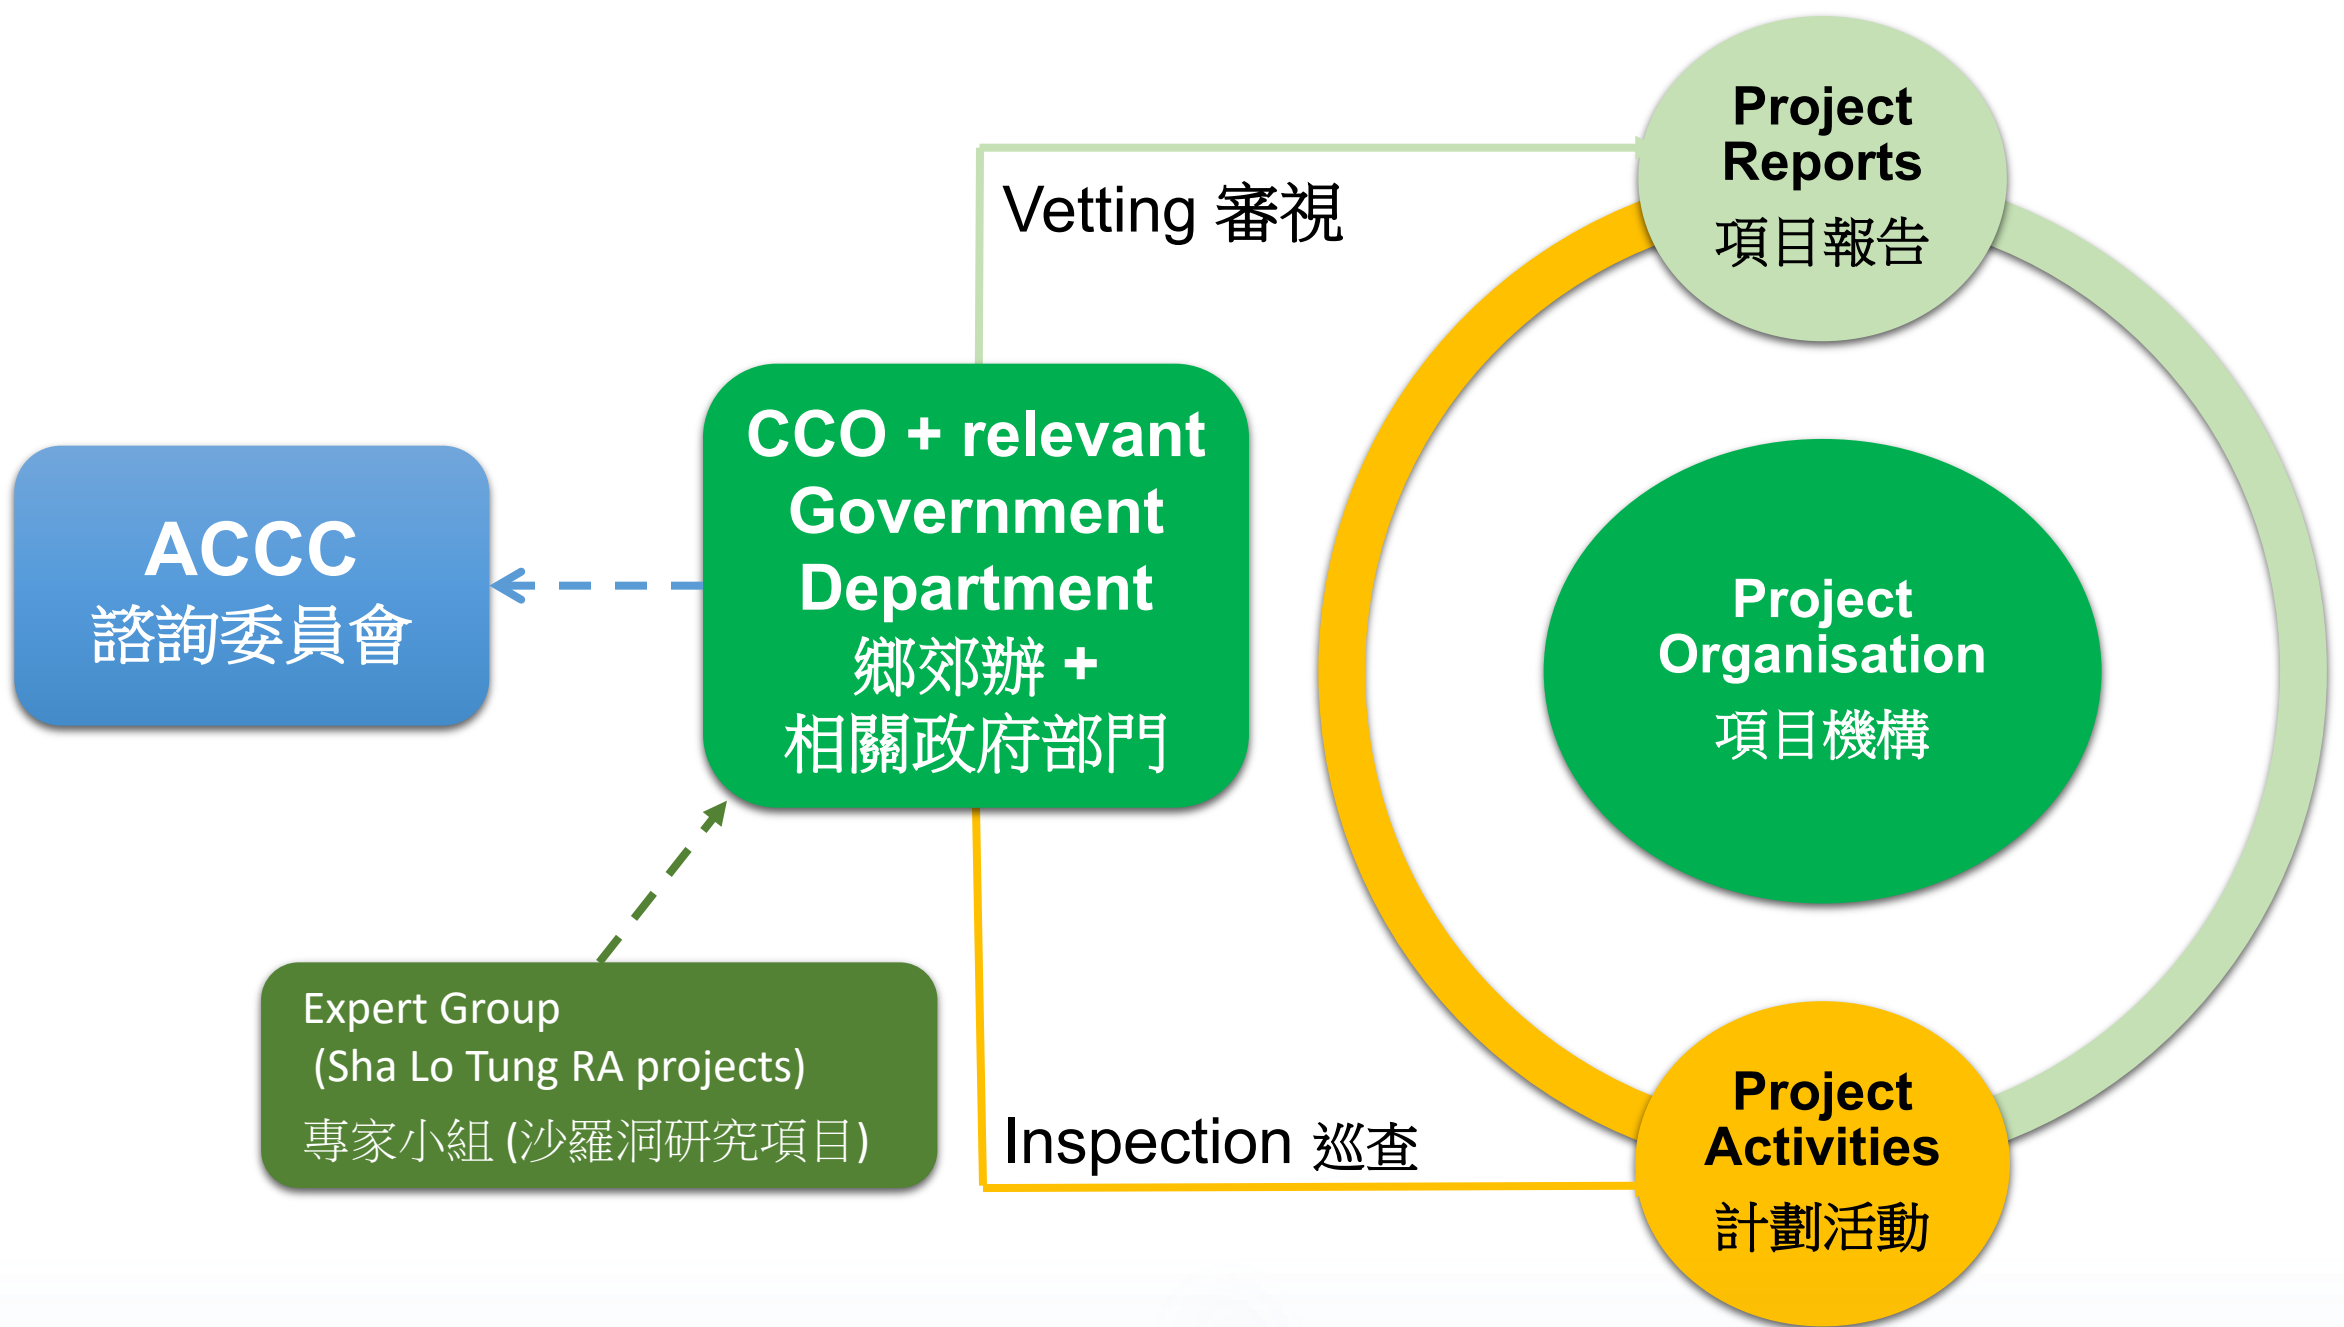 Project
Reports
項目報告
Vetting 審視
CCO + relevant
Government
Department
鄉郊辦 +
相關政府部門
ACCC
諮詢委員會
Project
Organisation
項目機構
Expert Group
(Sha Lo Tung RA projects)
專家小組 (沙羅洞研究項目)
Inspection 巡查
Project
Activities
計劃活動